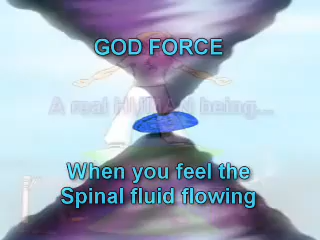 GOD FORCE
A real HUMAN being...
When you feel the
Spinal fluid flowing